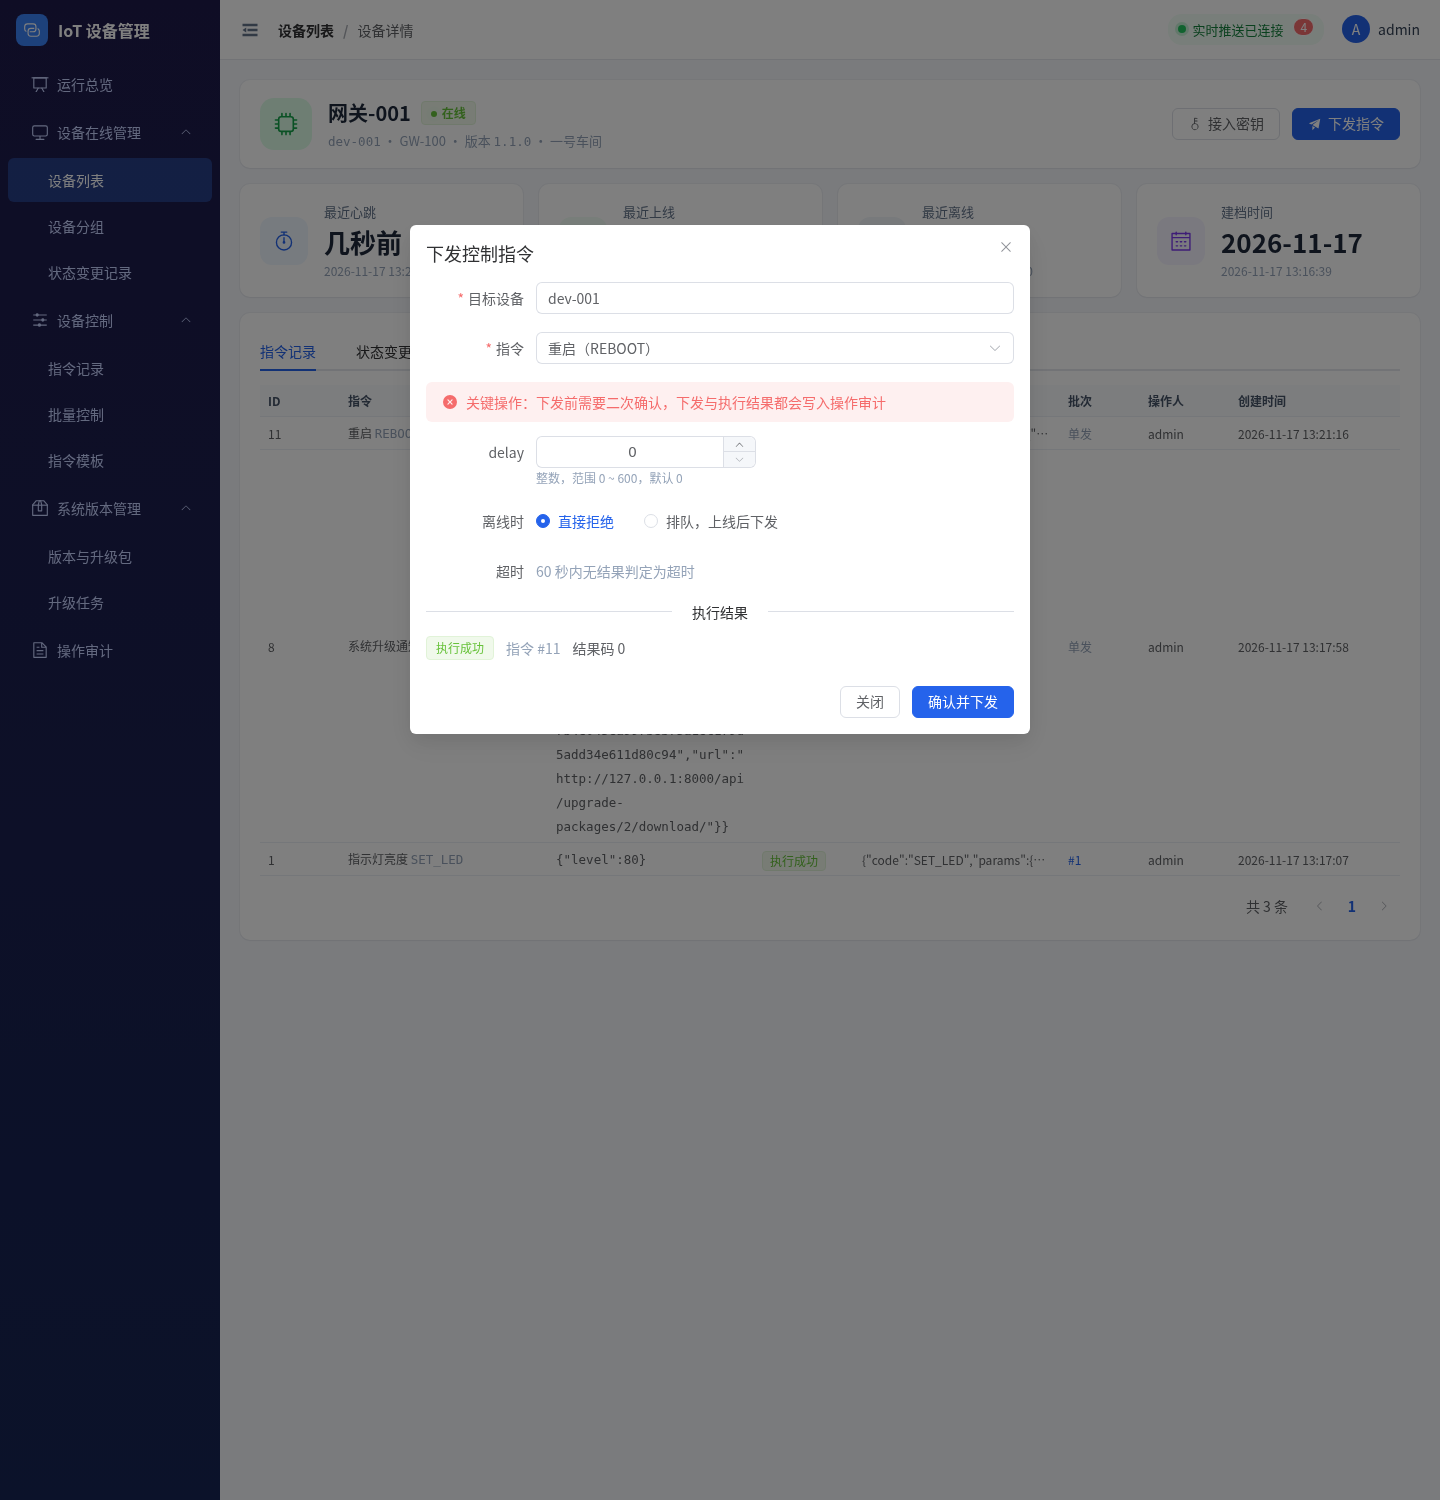 IoT 设备管理
运行总览
设备在线管理
设备列表
设备分组
状态变更记录
设备控制
指令记录
批量控制
指令模板
系统版本管理
版本与升级包
升级任务
操作审计
设备列表 / 设备详情
实时推送已连接 4
A admin
网关-001 在线
dev-001 • GW-100 • 版本 1.1.0 • 一号车间
接入密钥
下发指令
最近心跳
几秒前
2026-11-17 13:2
最近上线
最近离线
建档时间
2026-11-17
2026-11-17 13:16:39
指令记录 状态变更
ID 指令 批次 操作人 创建时间
11 重启 REBOO "… 单发 admin 2026-11-17 13:21:16
8 系统升级通 单发 admin 2026-11-17 13:17:58
5add34e611d80c94","url":"
http://127.0.0.1:8000/api
/upgrade-
packages/2/download/"}}
1 指示灯亮度 SET_LED {"level":80} 执行成功 {"code":"SET_LED","params":{… #1 admin 2026-11-17 13:17:07
共 3 条 1
下发控制指令
* 目标设备 dev-001
* 指令 重启（REBOOT）
关键操作：下发前需要二次确认，下发与执行结果都会写入操作审计
delay 0
整数，范围 0 ~ 600，默认 0
离线时 直接拒绝 排队，上线后下发
超时 60 秒内无结果判定为超时
执行结果
执行成功 指令 #11 结果码 0
关闭 确认并下发